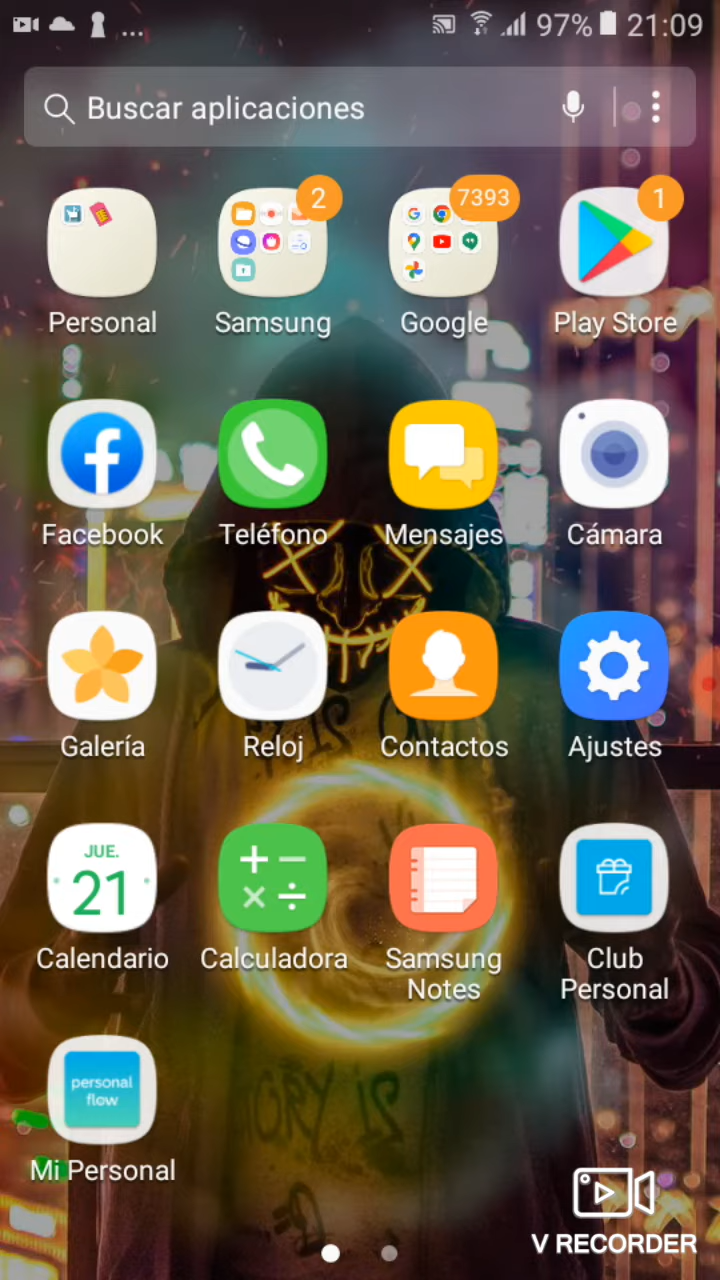 ... 97% 21:09
Buscar aplicaciones
2 7393 1
Personal Samsung Google Play Store
Facebook Teléfono Mensajes Cámara
Galería Reloj Contactos Ajustes
JUE.
21
Calendario Calculadora Samsung Notes Club Personal
personal flow
Mi Personal
V RECORDER